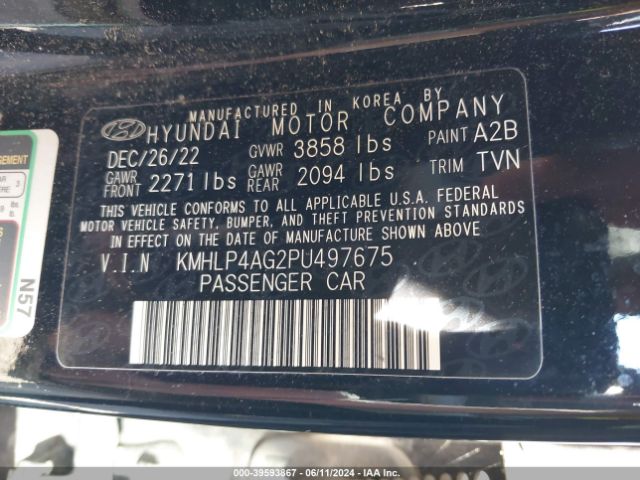 MANUFACTURED IN KOREA BY
HYUNDAI MOTOR COMPANY
DEC/26/22 GVWR 3858 lbs PAINT A2B
GAWR FRONT 2271 lbs GAWR REAR 2094 lbs TRIM TVN
THIS VEHICLE CONFORMS TO ALL APPLICABLE U.S.A. FEDERAL
MOTOR VEHICLE SAFETY, BUMPER, AND THEFT PREVENTION STANDARDS
IN EFFECT ON THE DATE OF MANUFACTURE SHOWN ABOVE
V.I.N KMHLP4AG2PU497675
PASSENGER CAR
3
lbs.
N57
000-39593867 - 06/11/2024 - IAA Inc.